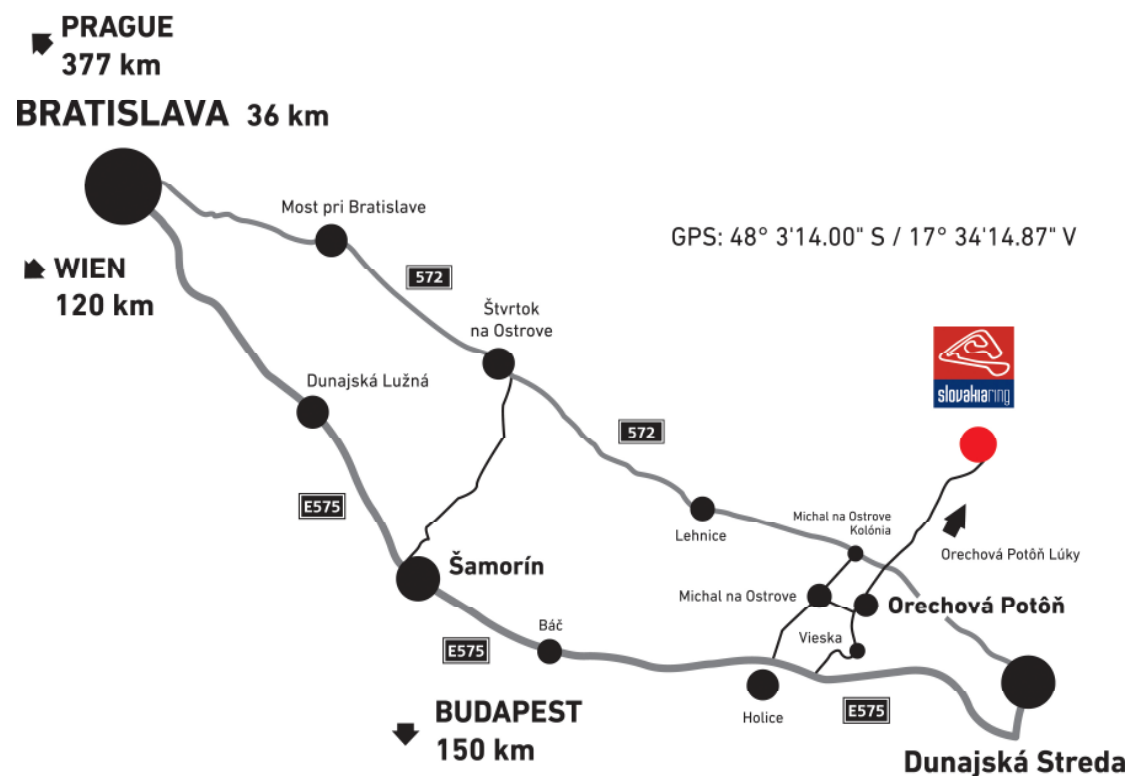 PRAGUE
377 km
BRATISLAVA 36 km
Most pri Bratislave
GPS: 48° 3'14.00" S / 17° 34'14.87" V
WIEN
120 km
572
Štvrtok
na Ostrove
slovakiaring
Dunajská Lužná
572
E575
Lehnice
Michal na Ostrove
Kolónia
Orechová Potôň Lúky
Šamorín
Michal na Ostrove
Orechová Potôň
Báč
Vieska
E575
BUDAPEST
150 km
Holice
E575
Dunajská Streda